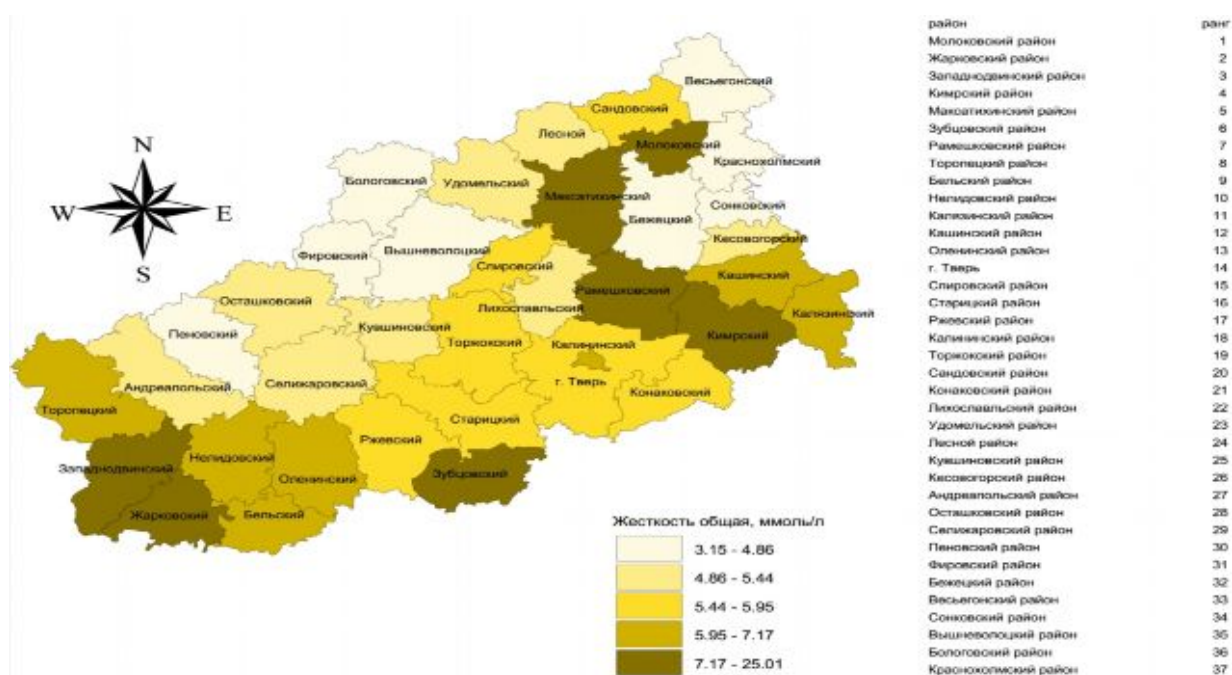 район ранг
Молоковский район 1
Жарковский район 2
Западнодвинский район 3
Кимрский район 4
Максатихинский район 5
Зубцовский район 6
Рамешковский район 7
Торопецкий район 8
Бельский район 9
Нелидовский район 10
Калязинский район 11
Кашинский район 12
Оленинский район 13
г. Тверь 14
Спировский район 15
Старицкий район 16
Ржевский район 17
Калининский район 18
Торжокский район 19
Сандовский район 20
Конаковский район 21
Лихославльский район 22
Удомельский район 23
Лесной район 24
Кувшиновский район 25
Кесовогорский район 26
Андреапольский район 27
Осташковский район 28
Селижаровский район 29
Пеновский район 30
Фировский район 31
Бежецкий район 32
Весьегонский район 33
Сонковский район 34
Вышневолоцкий район 35
Бологовский район 36
Краснохолмский район 37
N
W E
S
Весьегонский
Сандовский
Лесной
Молоковский
Краснохолмский
Бологовский
Удомельский
Максатихинский
Сонковский
Бежецкий
Кесовогорский
Вышневолоцкий
Фировский
Спировский
Кашинский
Рамешковский
Осташковский
Лихославльский
Калязинский
Кувшиновский
Кимрский
Пеновский
Торжокский
Калининский
Селижаровский
г. Тверь
Андреапольский
Конаковский
Торопецкий
Старицкий
Ржевский
Нелидовский
Западнодвинский
Зубцовский
Оленинский
Жарковский
Бельский
Жесткость общая, ммоль/л
3.15 - 4.86
4.86 - 5.44
5.44 - 5.95
5.95 - 7.17
7.17 - 25.01